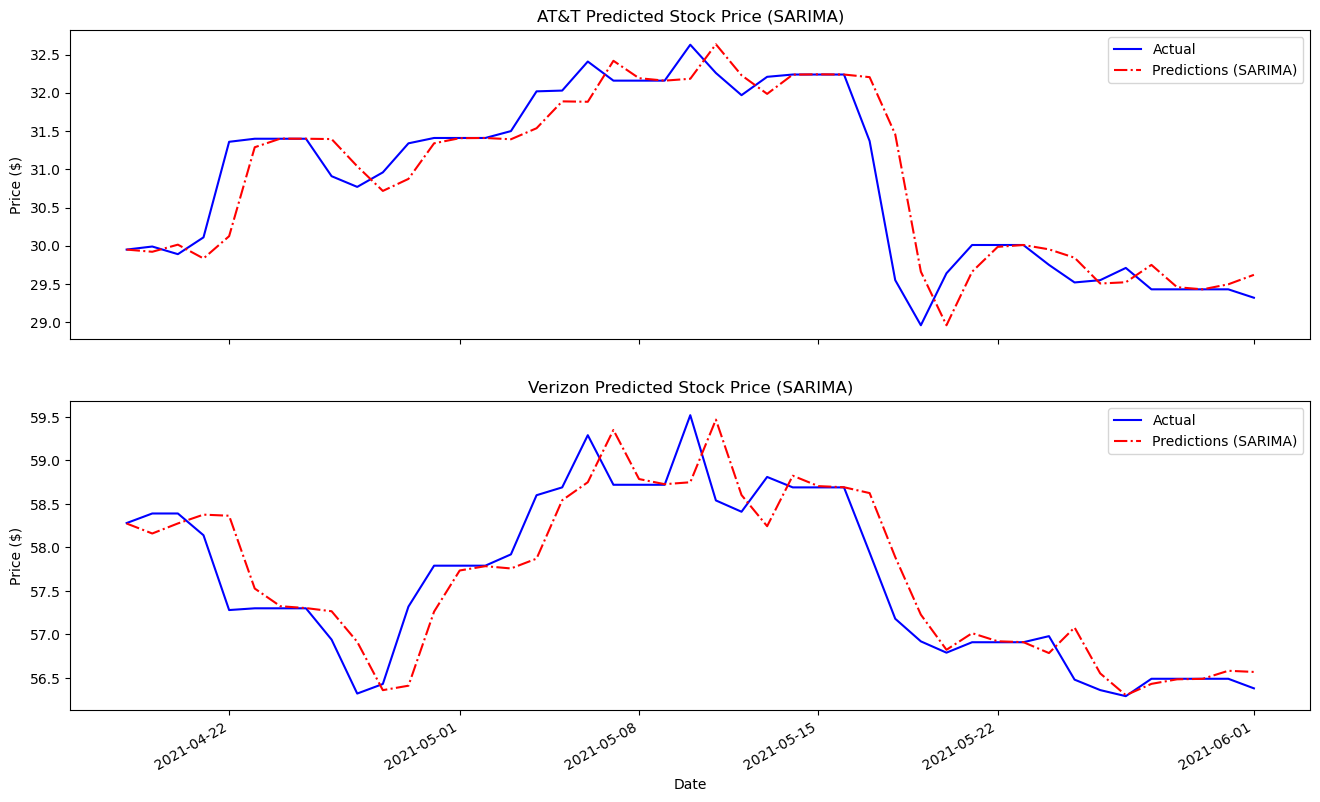 AT&T Predicted Stock Price (SARIMA)
Price ($)
32.5
32.0
31.5
31.0
30.5
30.0
29.5
29.0
Actual
Predictions (SARIMA)
Verizon Predicted Stock Price (SARIMA)
Price ($)
59.5
59.0
58.5
58.0
57.5
57.0
56.5
Actual
Predictions (SARIMA)
2021-04-22
2021-05-01
2021-05-08
2021-05-15
2021-05-22
2021-06-01
Date